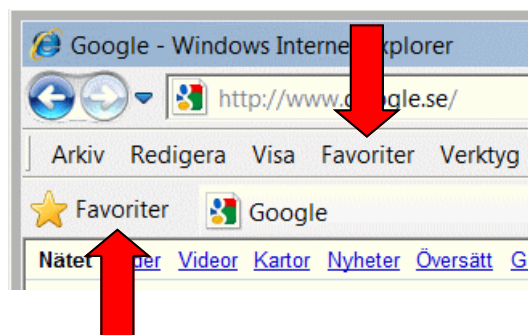 Google - Windows Internet Explorer
http://www.google.se/
Arkiv Redigera Visa Favoriter Verktyg
Favoriter Google
Nätet Videor Kartor Nyheter Översätt G